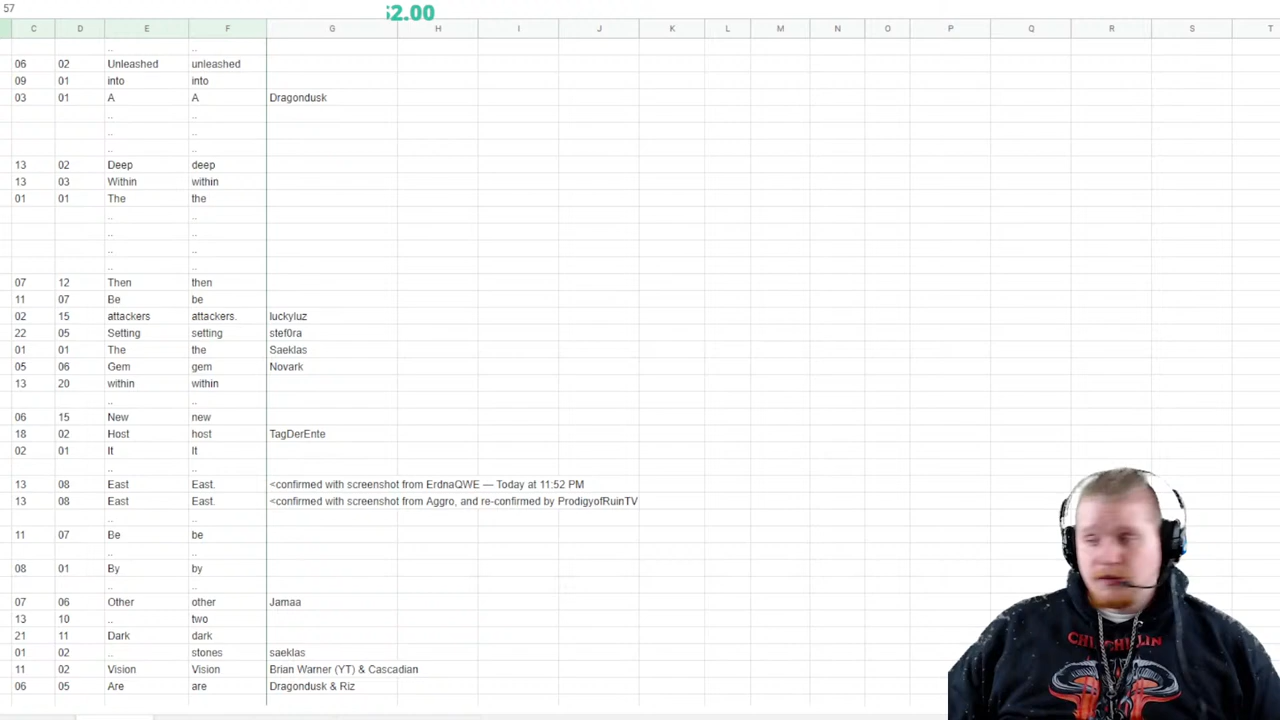 57
$2.00
C D E F G H I J K L M N O P Q R S T
.. ..
06 02 Unleashed unleashed
09 01 into into
03 01 A A Dragondusk
.. ..
.. ..
.. ..
13 02 Deep deep
13 03 Within within
01 01 The the
.. ..
.. ..
.. ..
.. ..
07 12 Then then
11 07 Be be
02 15 attackers attackers. luckyluz
22 05 Setting setting stef0ra
01 01 The the Saeklas
05 06 Gem gem Novark
13 20 within within
.. ..
06 15 New new
18 02 Host host TagDerEnte
02 01 It It
.. ..
13 08 East East. <confirmed with screenshot from ErdnaQWE — Today at 11:52 PM
13 08 East East. <confirmed with screenshot from Aggro, and re-confirmed by ProdigyofRuinTV
.. ..
11 07 Be be
.. ..
08 01 By by
.. ..
07 06 Other other Jamaa
13 10 .. two
21 11 Dark dark
01 02 .. stones saeklas
11 02 Vision Vision Brian Warner (YT) & Cascadian
06 05 Are are Dragondusk & Riz